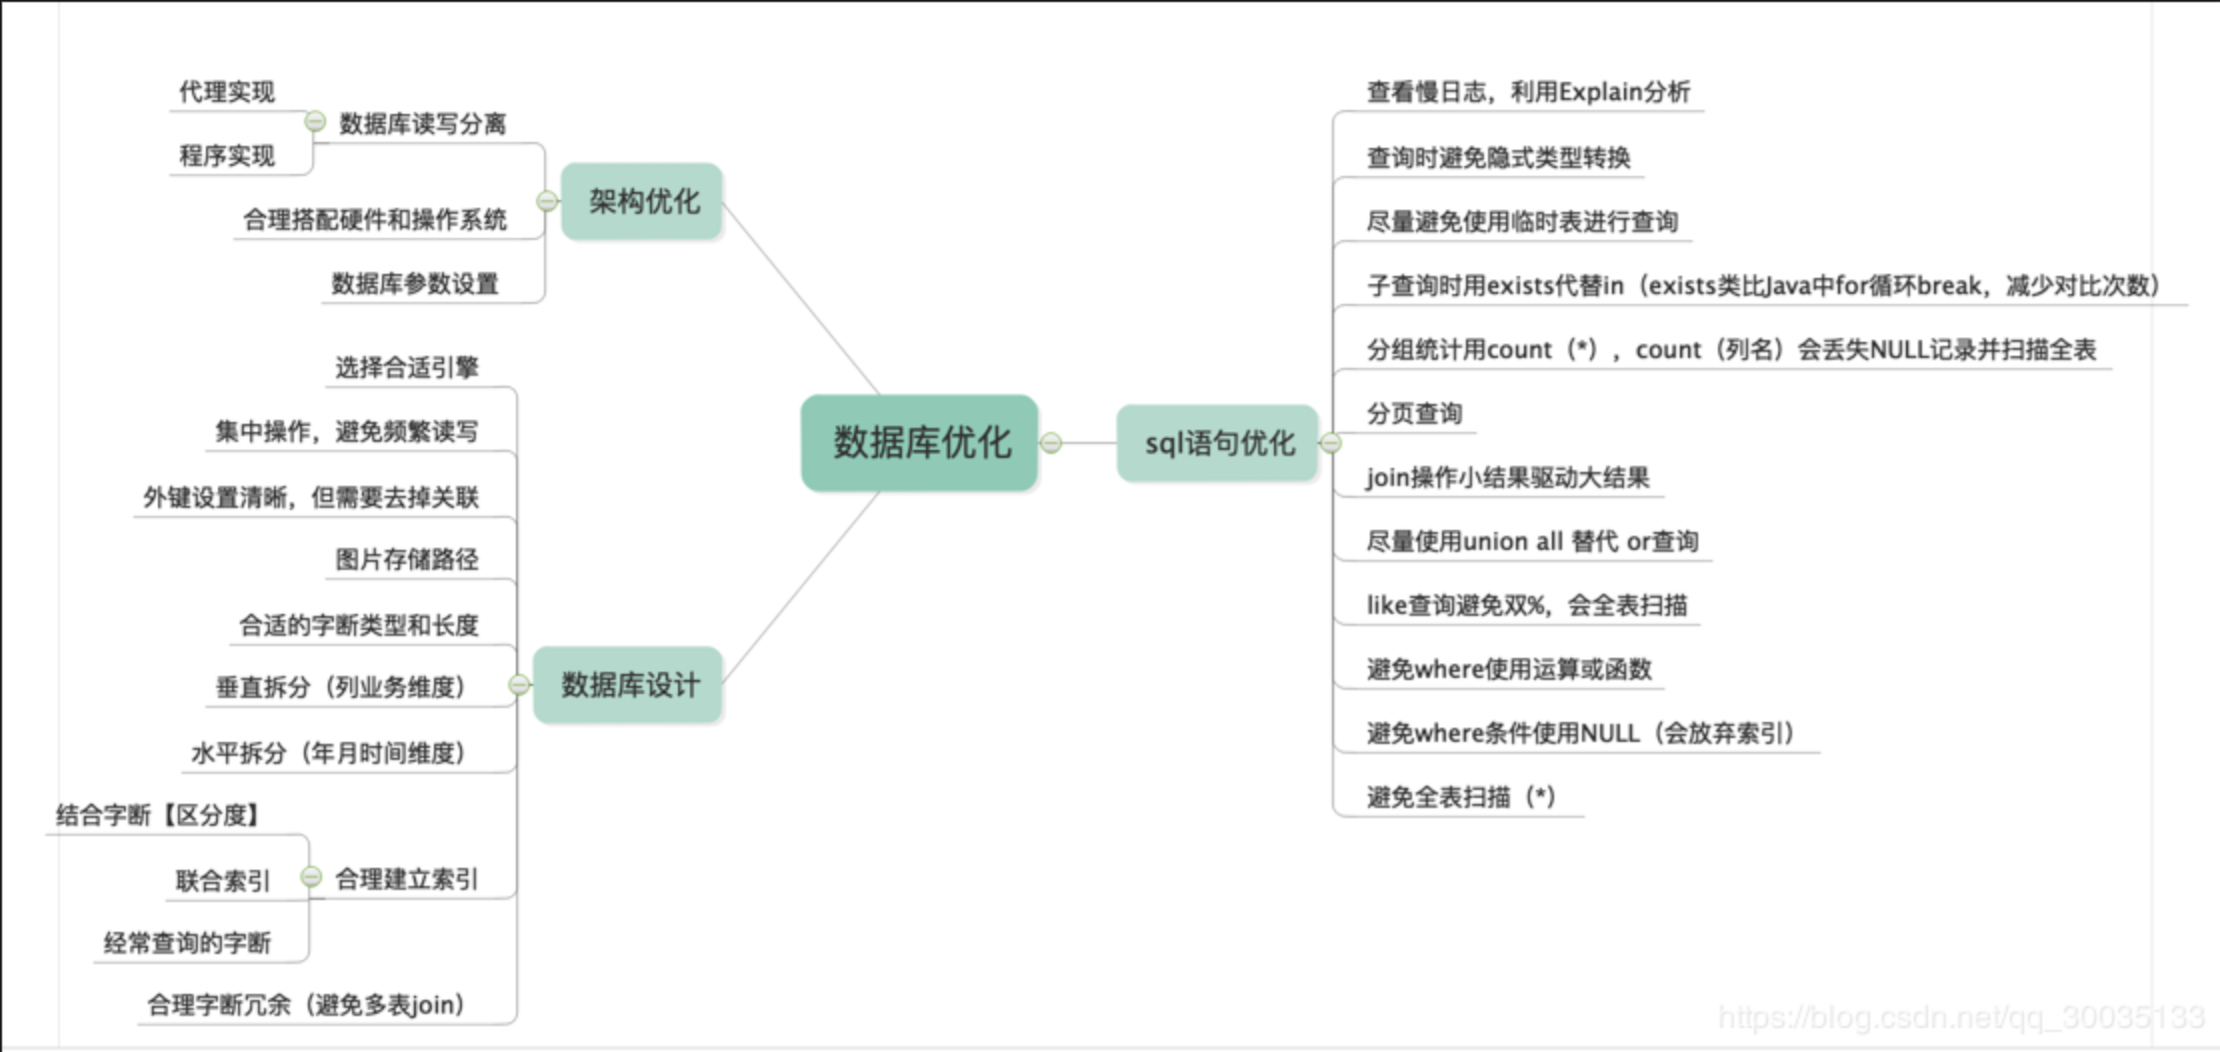 数据库优化
架构优化
数据库读写分离
代理实现
程序实现
合理搭配硬件和操作系统
数据库参数设置
数据库设计
选择合适引擎
集中操作，避免频繁读写
外键设置清晰，但需要去掉关联
图片存储路径
合适的字断类型和长度
垂直拆分（列业务维度）
水平拆分（年月时间维度）
合理建立索引
结合字断【区分度】
联合索引
经常查询的字断
合理字断冗余（避免多表join）
sql语句优化
查看慢日志，利用Explain分析
查询时避免隐式类型转换
尽量避免使用临时表进行查询
子查询时用exists代替in（exists类比Java中for循环break，减少对比次数）
分组统计用count（*），count（列名）会丢失NULL记录并扫描全表
分页查询
join操作小结果驱动大结果
尽量使用union all 替代 or查询
like查询避免双%，会全表扫描
避免where使用运算或函数
避免where条件使用NULL（会放弃索引）
避免全表扫描（*）
https://blog.csdn.net/qq_30035133